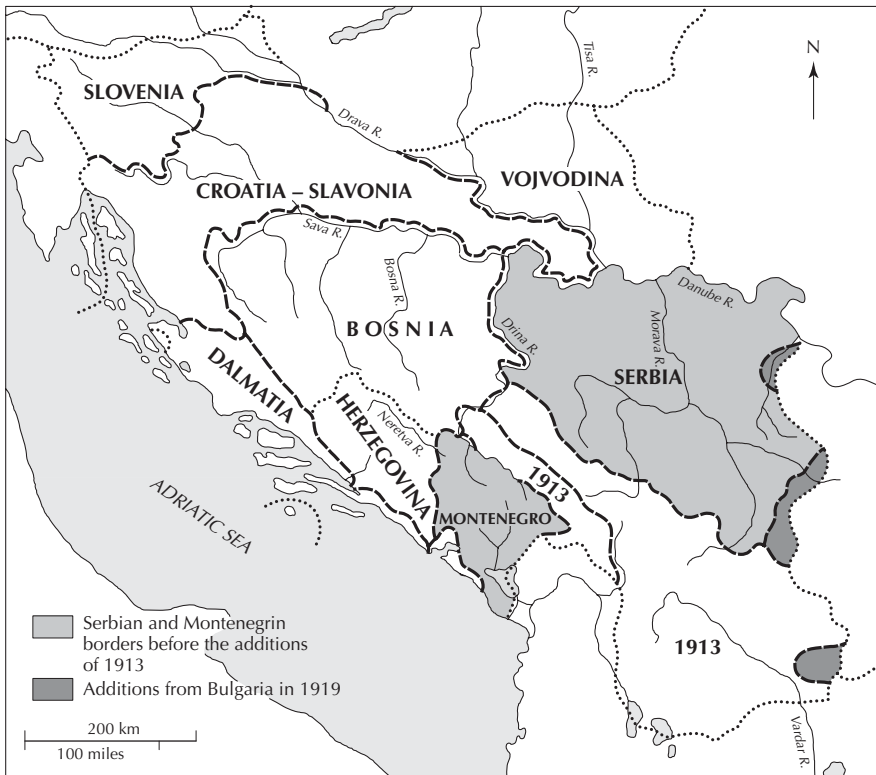 N
SLOVENIA
Drava R.
Tisa R.
VOJVODINA
CROATIA – SLAVONIA
Sava R.
Bosna R.
BOSNIA
Drina R.
Danube R.
Morava R.
SERBIA
DALMATIA
HERZEGOVINA
Neretva R.
1913
MONTENEGRO
ADRIATIC SEA
1913
Vardar R.
Serbian and Montenegrin
borders before the additions
of 1913
Additions from Bulgaria in 1919
200 km
100 miles